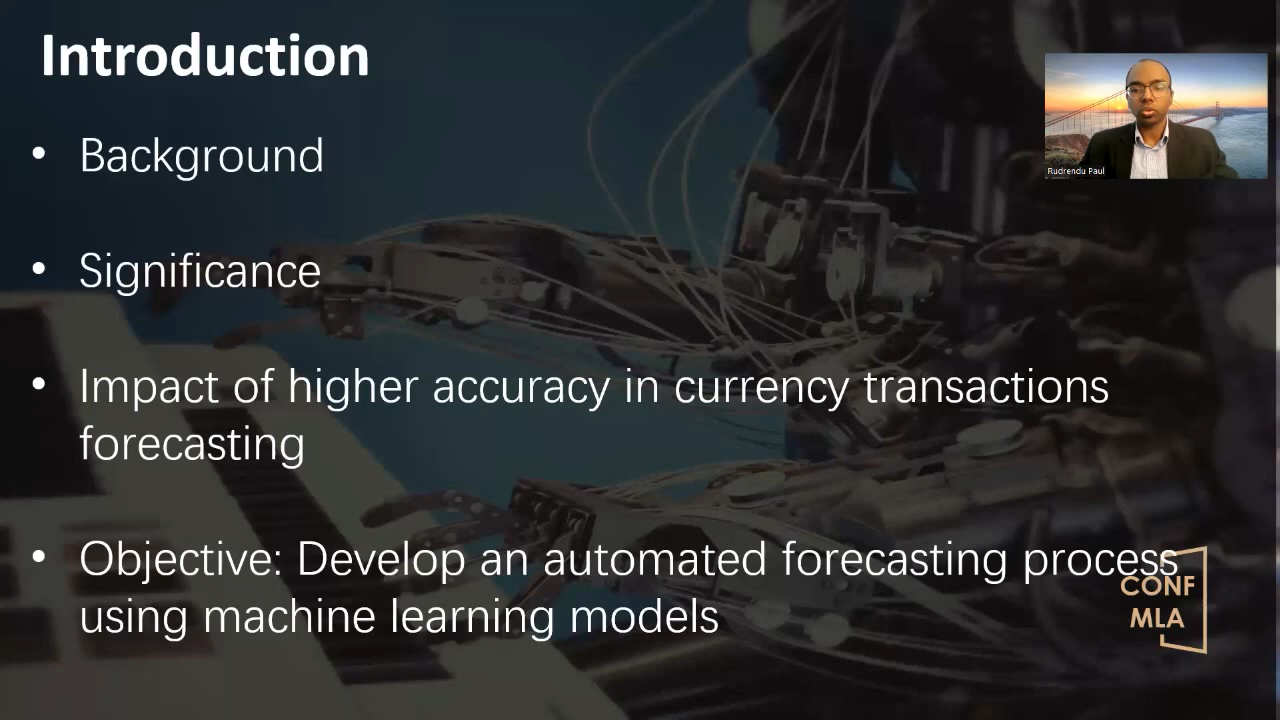 Introduction
• Background
• Significance
• Impact of higher accuracy in currency transactions
forecasting
• Objective: Develop an automated forecasting process
using machine learning models
Rudrendu Paul
CONF
MLA